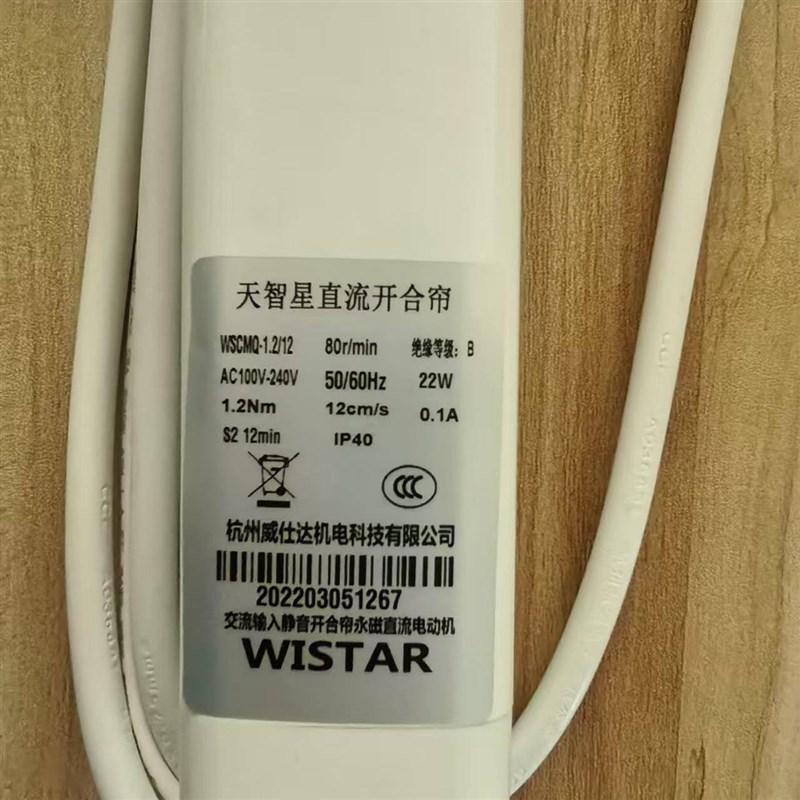 天智星直流开合帘
WSCMQ-1.2/12 80r/min 绝缘等级：B
AC100V-240V 50/60Hz 22W
1.2Nm 12cm/s 0.1A
S2 12min IP40
CCC
杭州威仕达机电科技有限公司
202203051267
交流输入静音开合帘永磁直流电动机
WISTAR